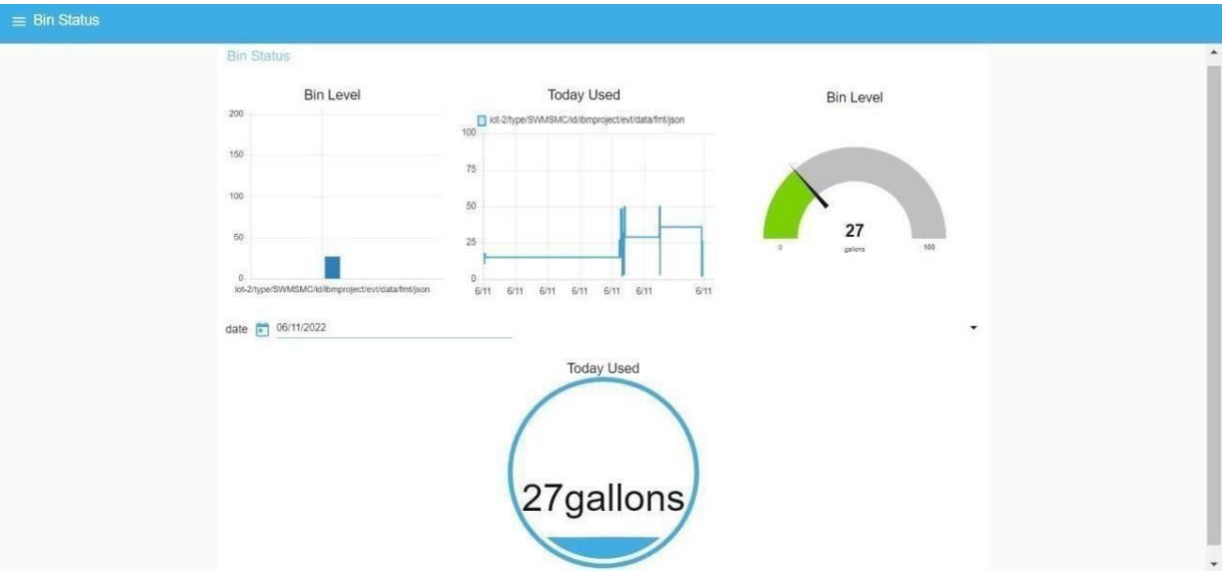 Bin Status
Bin Status
Bin Level
200
150
100
50
0
iot-2/type/SWMSMC/id/ibmproject/evt/data/fmt/json
Today Used
iot-2/type/SWMSMC/id/ibmproject/evt/data/fmt/json
100
75
50
25
0
6/11 6/11 6/11 6/11 6/11 6/11 6/11
Bin Level
27
gallons
0 100
date 06/11/2022
Today Used
27gallons